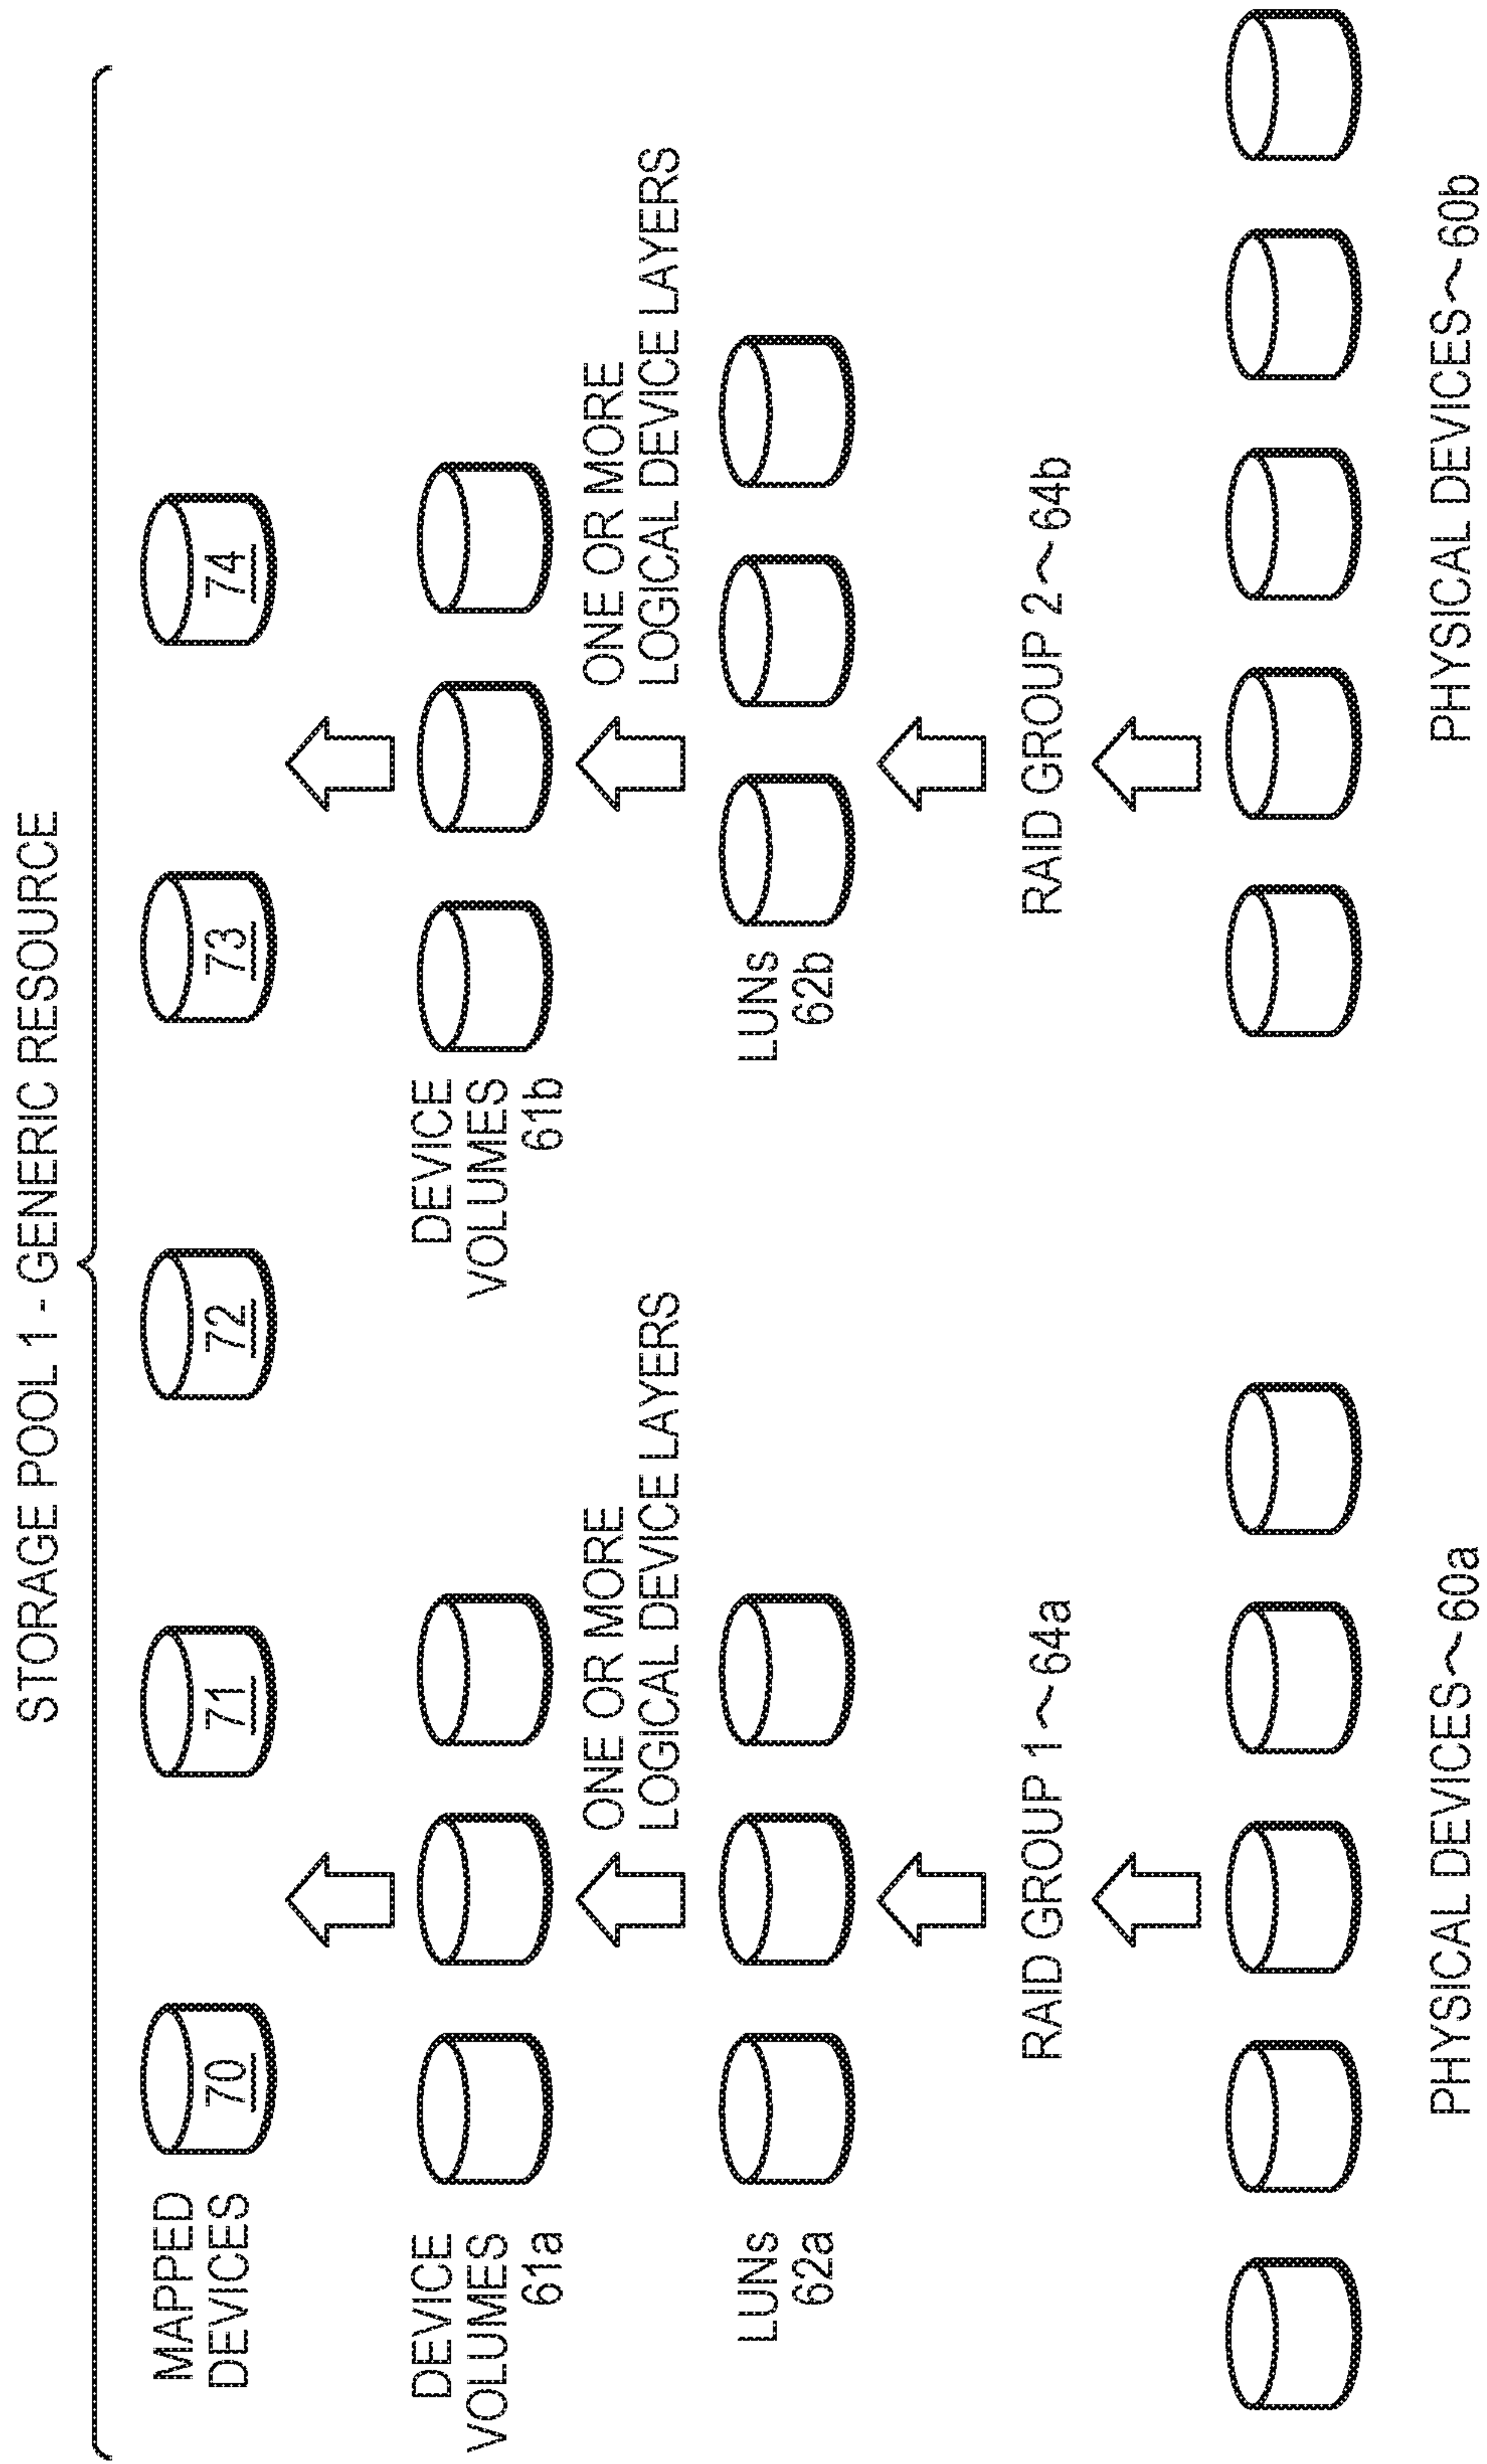 STORAGE POOL 1 - GENERIC RESOURCE
MAPPED
DEVICES
70
71
72
73
74
DEVICE
VOLUMES
61a
DEVICE
VOLUMES
61b
ONE OR MORE
LOGICAL DEVICE LAYERS
ONE OR MORE
LOGICAL DEVICE LAYERS
LUNs
62a
LUNs
62b
RAID GROUP 1~64a
RAID GROUP 2~64b
PHYSICAL DEVICES~60a
PHYSICAL DEVICES~60b